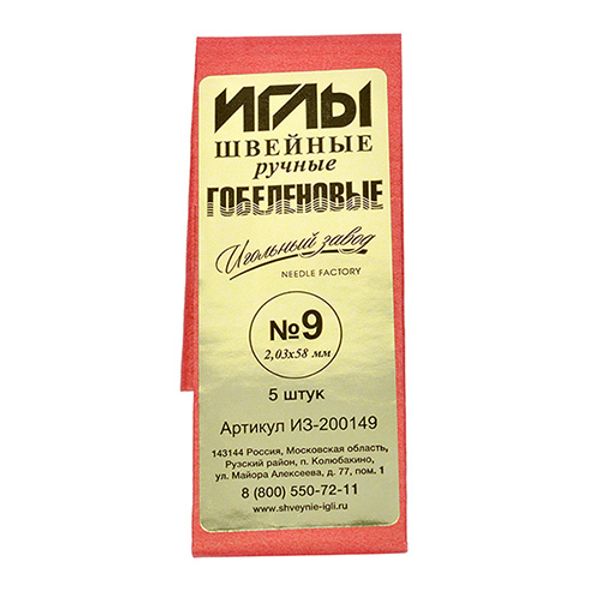 ИГЛЫ
ШВЕЙНЫЕ
ручные
ГОБЕЛЕНОВЫЕ
Игольный завод
NEEDLE FACTORY
№9
2,03х58 мм
5 штук
Артикул ИЗ-200149
143144 Россия, Московская область,
Рузский район, п. Колюбакино,
ул. Майора Алексеева, д. 77, пом. 1
8 (800) 550-72-11
www.shveynie-igli.ru